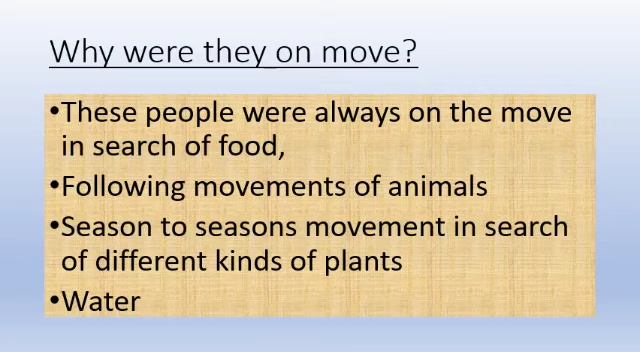 Why were they on move?
•These people were always on the move
in search of food,
•Following movements of animals
•Season to seasons movement in search
of different kinds of plants
•Water